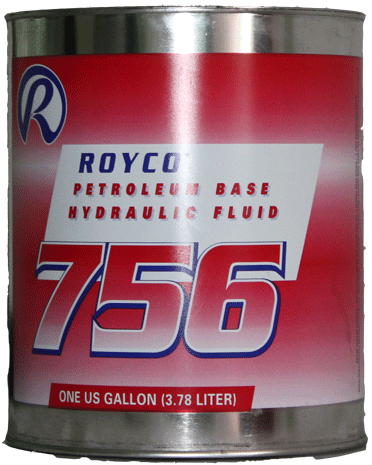 R
ROYCO
PETROLEUM BASE
HYDRAULIC FLUID
756
ONE US GALLON (3.78 LITER)